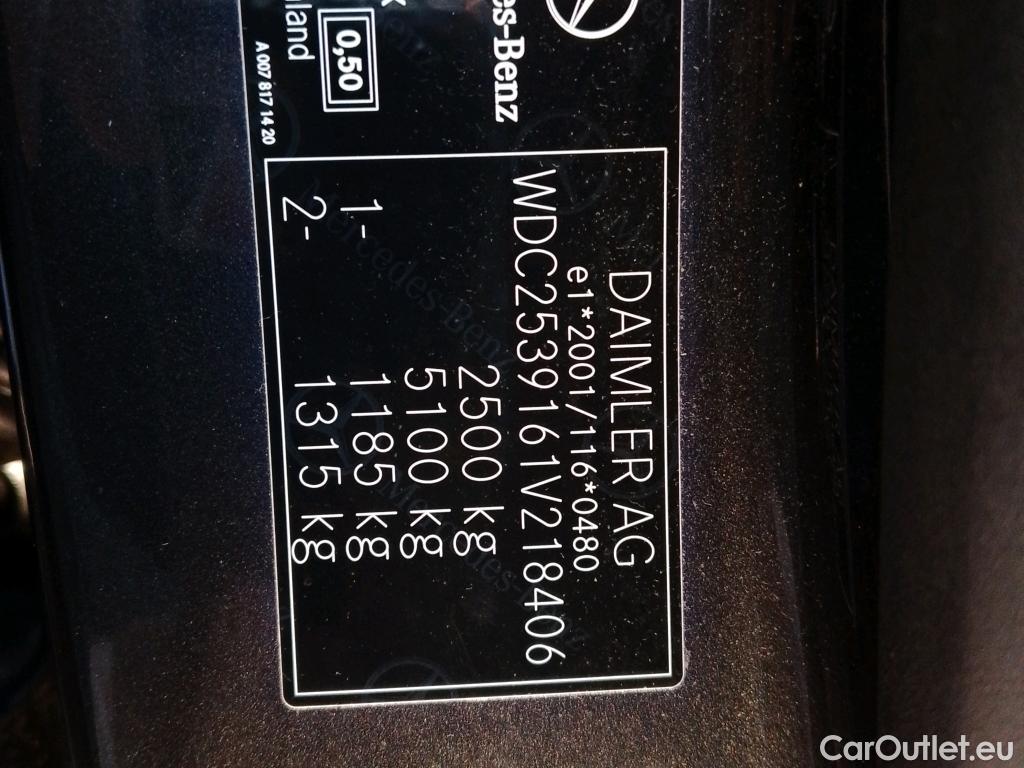 es-Benz
0,50
land
A 007 817 14 20
DAIMLER AG
e1*2001/116*0480
WDC2539161V218406
2500 kg
5100 kg
1- 1185 kg
2- 1315 kg
CarOutlet.eu